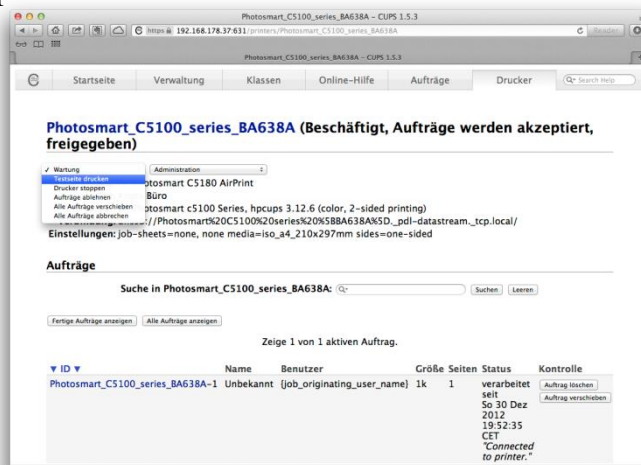 Photosmart_C5100_series_BA638A – CUPS 1.5.3
https 192.168.178.37:631/printers/Photosmart_C5100_series_BA638A
Reader
Photosmart_C5100_series_BA638A – CUPS 1.5.3
Startseite Verwaltung Klassen Online-Hilfe Aufträge Drucker Search Help
Photosmart_C5100_series_BA638A (Beschäftigt, Aufträge werden akzeptiert,
freigegeben)
✓ Wartung Administration
Testseite drucken
Drucker stoppen
Aufträge ablehnen
Alle Aufträge verschieben
Alle Aufträge abbrechen
otosmart C5180 AirPrint
Büro
otosmart c5100 Series, hpcups 3.12.6 (color, 2-sided printing)
://Photosmart%20C5100%20series%20%5BBA638A%5D._pdl-datastream._tcp.local/
Einstellungen: job-sheets=none, none media=iso_a4_210x297mm sides=one-sided
Aufträge
Suche in Photosmart_C5100_series_BA638A: Suchen Leeren
Fertige Aufträge anzeigen Alle Aufträge anzeigen
Zeige 1 von 1 aktiven Auftrag.
▼ ID ▼ Name Benutzer Größe Seiten Status Kontrolle
Photosmart_C5100_series_BA638A-1 Unbekannt {job_originating_user_name} 1k 1 verarbeitet Auftrag löschen
seit Auftrag verschieben
So 30 Dez
2012
19:52:35
CET
"Connected
to printer."